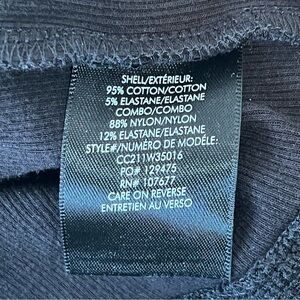 SHELL/EXTÉRIEUR:
95% COTTON/COTTON
5% ELASTANE/ELASTANE
COMBO/COMBO
88% NYLON/NYLON
12% ELASTANE/ELASTANE
STYLE#/NUMÉRO DE MODÈLE:
CC211W35016
PO# 129475
RN# 107677
CARE ON REVERSE
ENTRETIEN AU VERSO